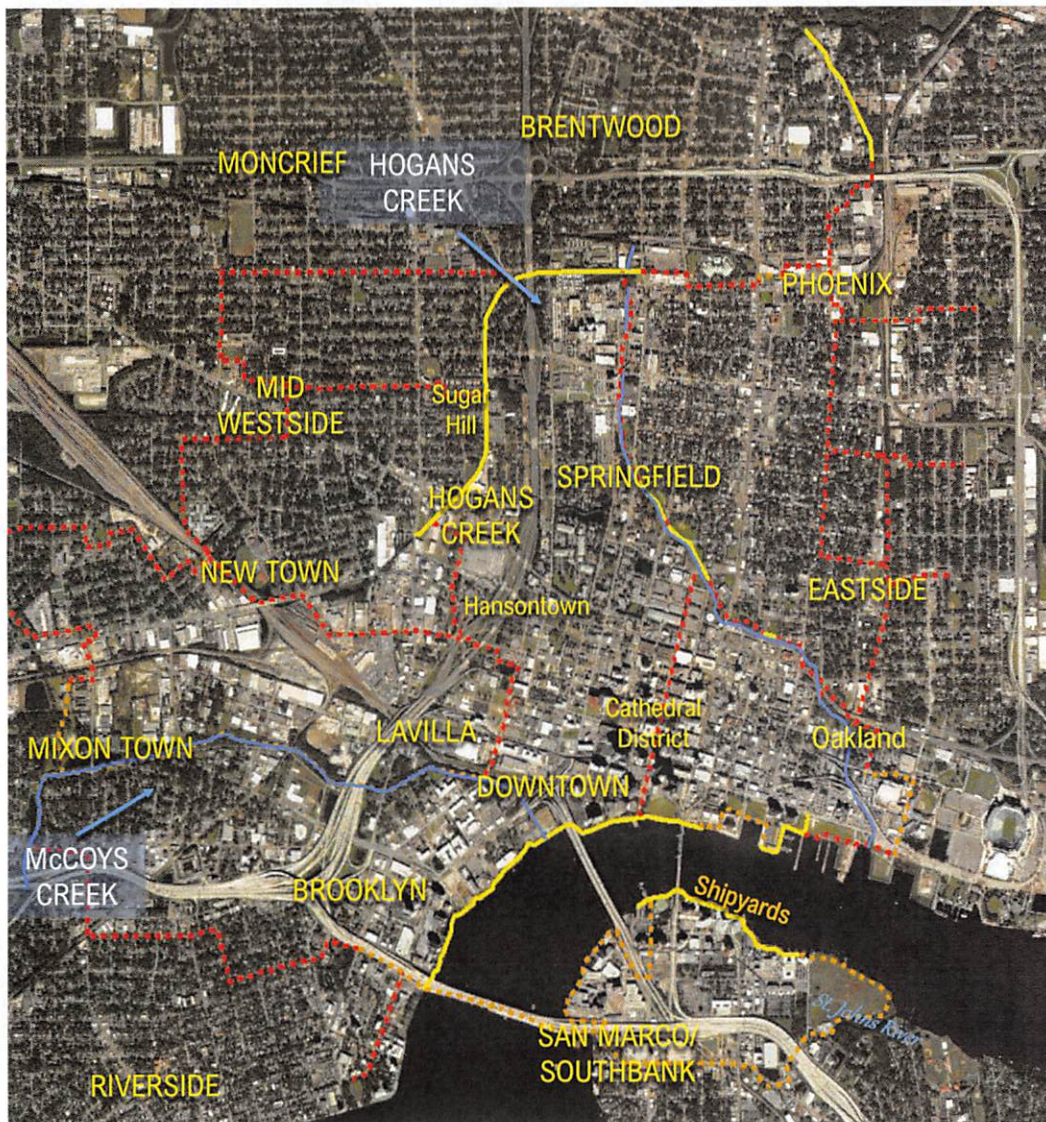 BRENTWOOD
MONCRIEF
HOGANS
CREEK
PHOENIX
MID
WESTSIDE
Sugar
Hill
SPRINGFIELD
HOGANS
CREEK
NEW TOWN
Hansontown
EASTSIDE
LAVILLA
Cathedral
District
Oakland
MIXON TOWN
DOWNTOWN
McCOYS
CREEK
BROOKLYN
Shipyards
St. Johns River
SAN MARCO/
SOUTHBANK
RIVERSIDE